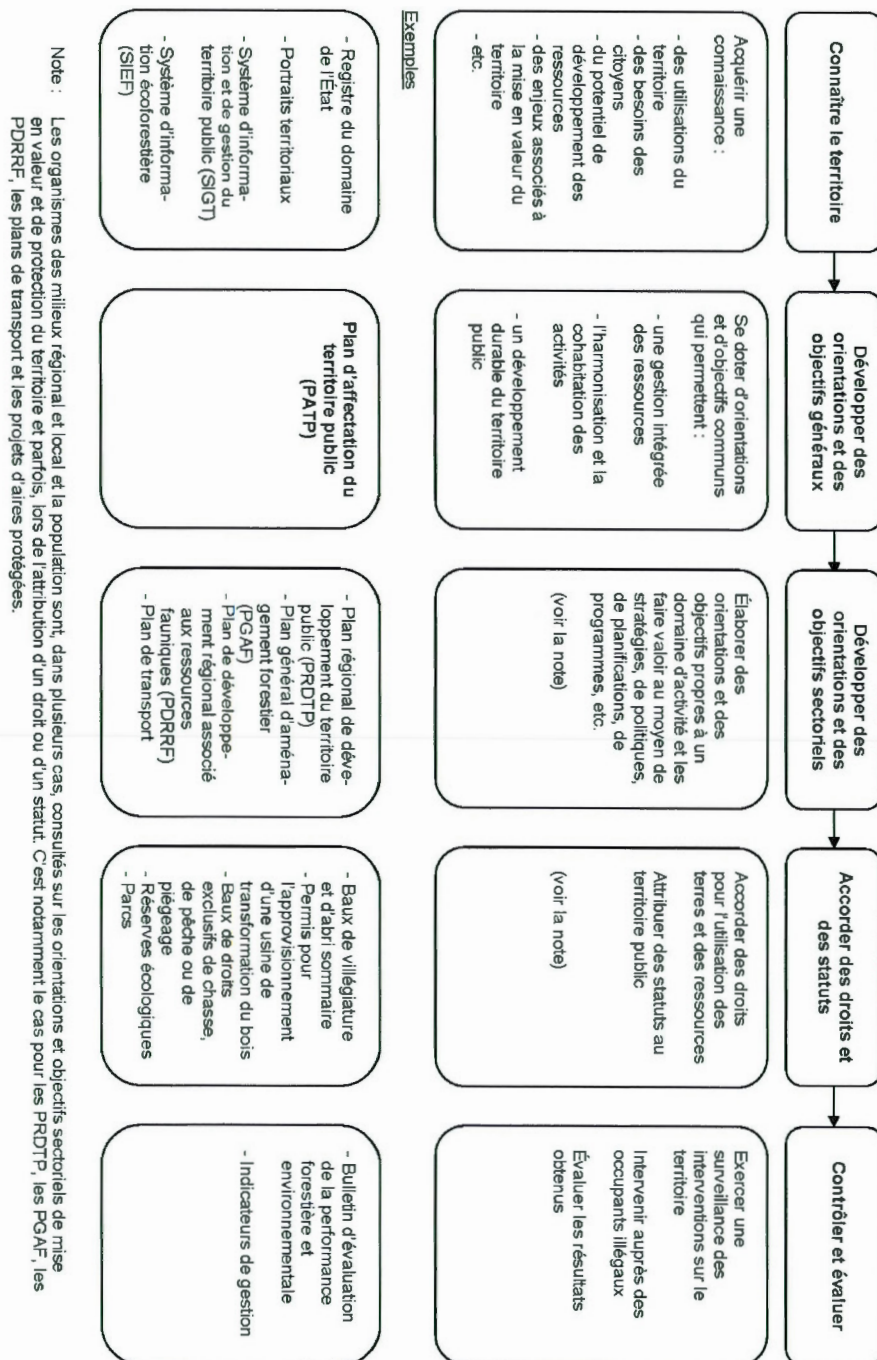 Connaître le territoire
Développer des
orientations et des
objectifs généraux
Développer des
orientations et des
objectifs sectoriels
Accorder des droits et
des statuts
Contrôler et évaluer
Acquérir une
connaissance :
- des utilisations du
territoire
- des besoins des
citoyens
- du potentiel de
développement des
ressources
- des enjeux associés à
la mise en valeur du
territoire
- etc.
Se doter d'orientations
et d'objectifs communs
qui permettent :
- une gestion intégrée
des ressources
- l'harmonisation et la
cohabitation des
activités
- un développement
durable du territoire
public
Élaborer des
orientations et des
objectifs propres à un
domaine d'activité et les
faire valoir au moyen de
stratégies, de politiques,
de planifications, de
programmes, etc.
(voir la note)
Accorder des droits
pour l'utilisation des
terres et des ressources
Attribuer des statuts au
territoire public
(voir la note)
Exercer une
surveillance des
interventions sur le
territoire
Intervenir auprès des
occupants illégaux
Évaluer les résultats
obtenus
Exemples
- Registre du domaine
de l'État
- Portraits territoriaux
- Système d'informa-
tion et de gestion du
territoire public (SIGT)
- Système d'informa-
tion écoforestière
(SIEF)
Plan d'affectation du
territoire public
(PATP)
- Plan régional de déve-
loppement du territoire
public (PRDTP)
- Plan général d'aména-
gement forestier
(PGAF)
- Plan de développe-
ment régional associé
aux ressources
fauniques (PDRRF)
- Plan de transport
- Baux de villégiature
et d'abri sommaire
- Permis pour
l'approvisionnement
d'une usine de
transformation du bois
- Baux de droits
exclusifs de chasse,
de pêche ou de
piégeage
- Réserves écologiques
- Parcs
- Bulletin d'évaluation
de la performance
forestière et
environnementale
- Indicateurs de gestion
Note : Les organismes des milieux régional et local et la population sont, dans plusieurs cas, consultés sur les orientations et objectifs sectoriels de mise
en valeur et de protection du territoire et parfois, lors de l'attribution d'un droit ou d'un statut. C'est notamment le cas pour les PRDTP, les PGAF, les
PDRRF, les plans de transport et les projets d'aires protégées.